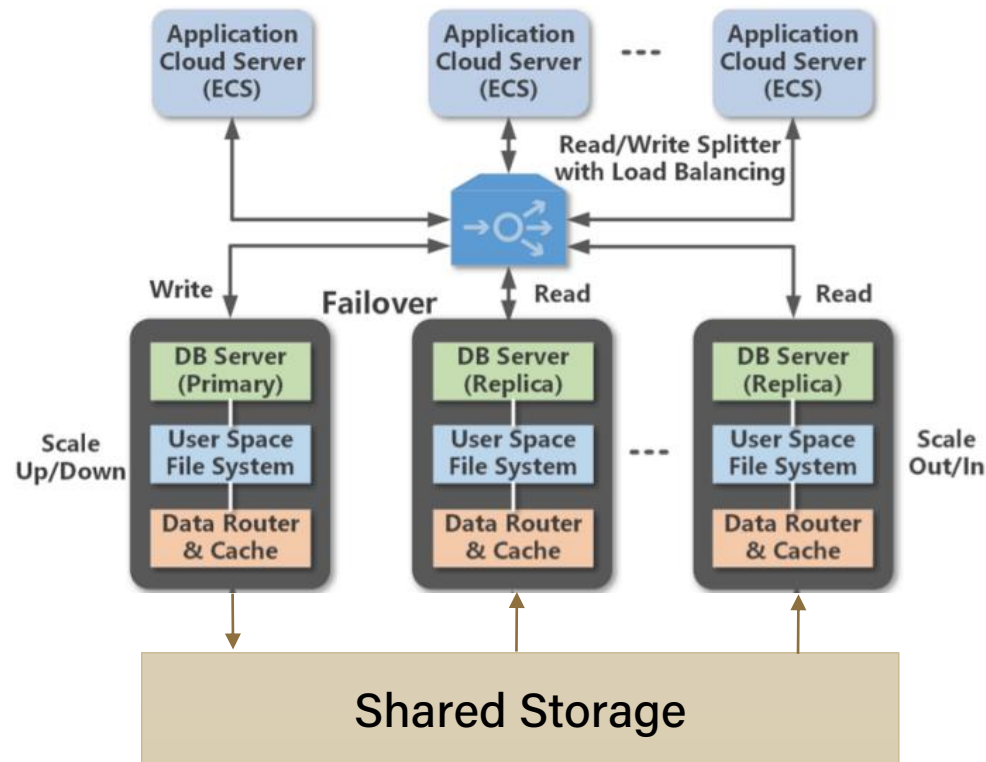 Application
Cloud Server
(ECS)
Application
Cloud Server
(ECS)
Application
Cloud Server
(ECS)
Read/Write Splitter
with Load Balancing
Write
Failover
Read
Read
DB Server
(Primary)
User Space
File System
Data Router
& Cache
DB Server
(Replica)
User Space
File System
Data Router
& Cache
DB Server
(Replica)
User Space
File System
Data Router
& Cache
Scale
Up/Down
Scale
Out/In
Shared Storage